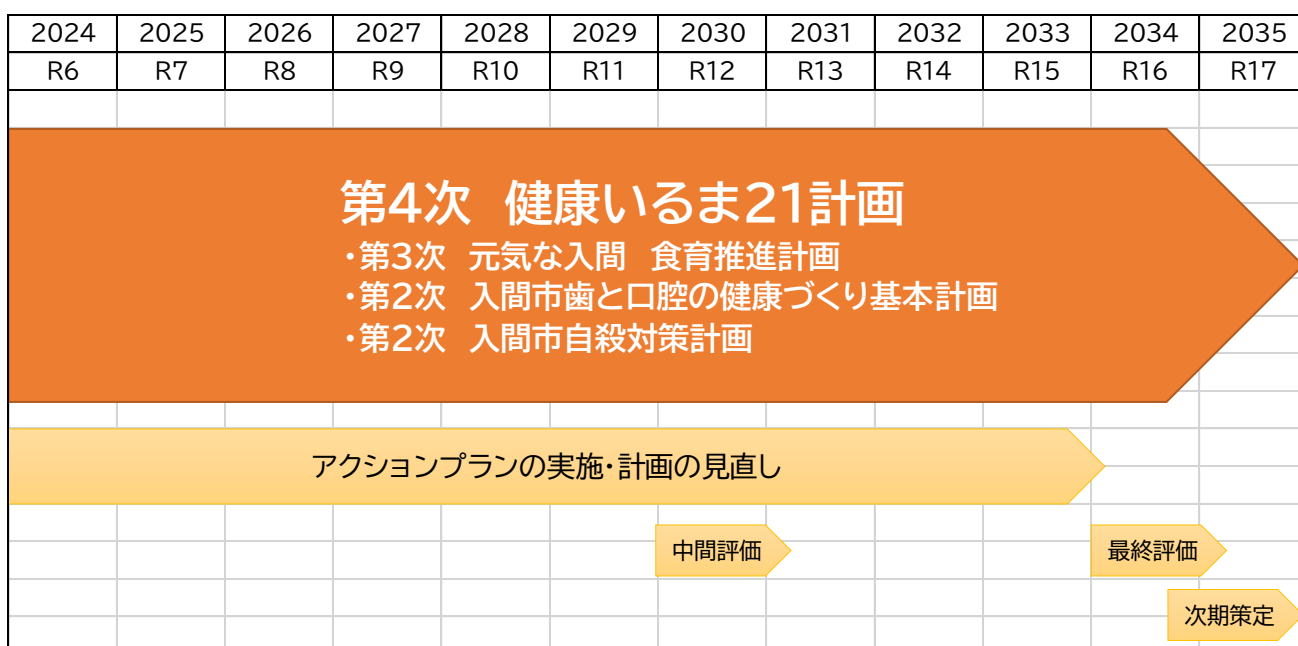 2024 2025 2026 2027 2028 2029 2030 2031 2032 2033 2034 2035
R6 R7 R8 R9 R10 R11 R12 R13 R14 R15 R16 R17
第4次 健康いるま21計画
・第3次 元気な入間 食育推進計画
・第2次 入間市歯と口腔の健康づくり基本計画
・第2次 入間市自殺対策計画
アクションプランの実施・計画の見直し
中間評価 最終評価
次期策定